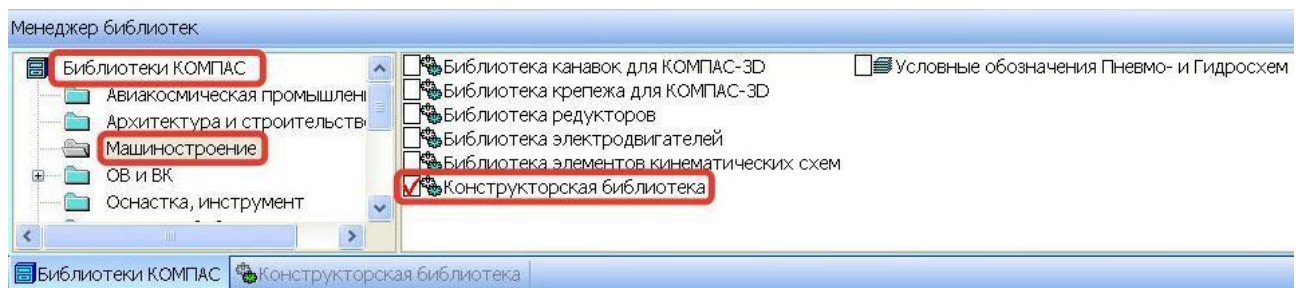 Менеджер библиотек
Библиотеки КОМПАС
Авиакосмическая промышлен
Архитектура и строительств
Машиностроение
ОВ и ВК
Оснастка, инструмент
Библиотека канавок для КОМПАС-3D
Библиотека крепежа для КОМПАС-3D
Библиотека редукторов
Библиотека электродвигателей
Библиотека элементов кинематических схем
Конструкторская библиотека
Условные обозначения Пневмо- и Гидросхем
Библиотеки КОМПАС
Конструкторская библиотека